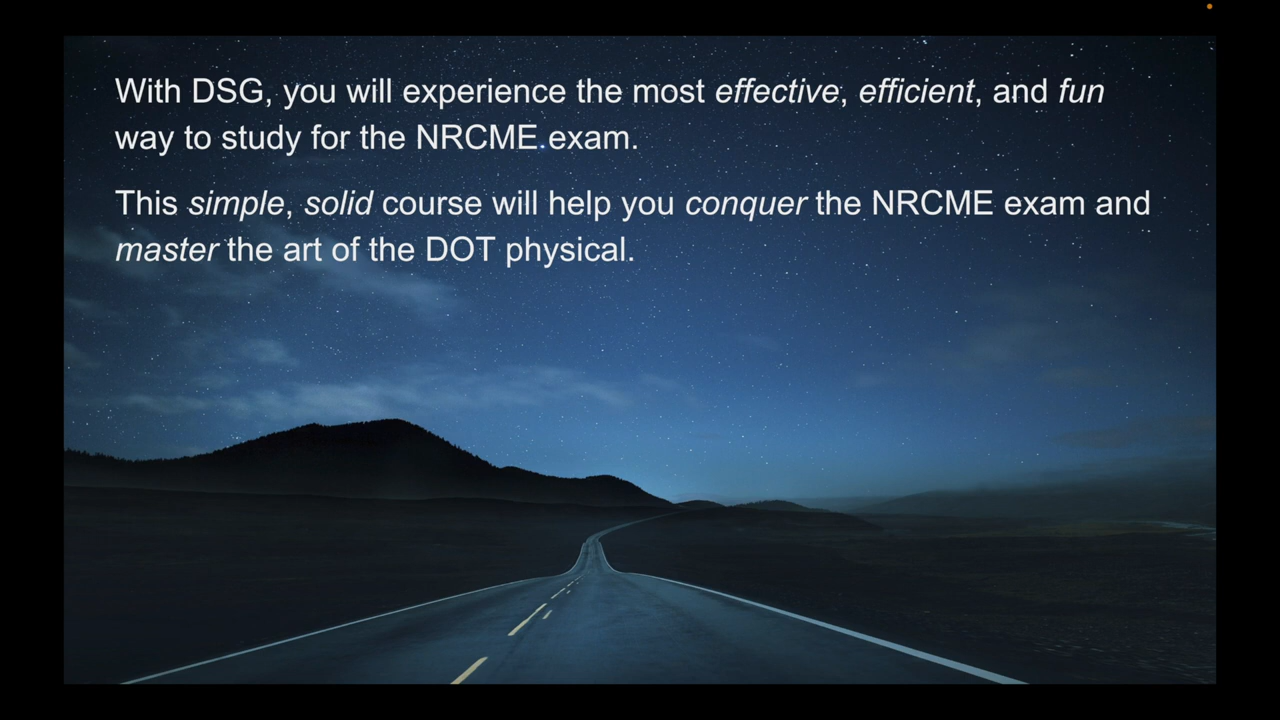 With DSG, you will experience the most effective, efficient, and fun
way to study for the NRCME exam.
This simple, solid course will help you conquer the NRCME exam and
master the art of the DOT physical.